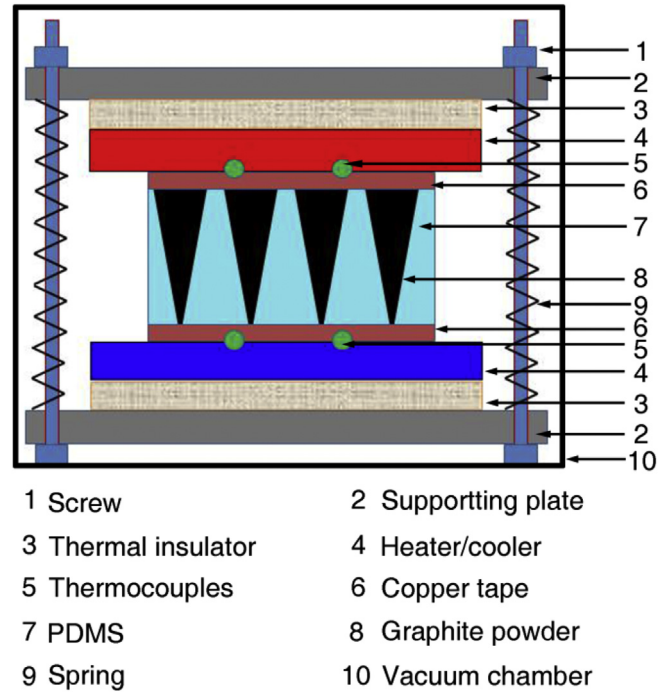 1
2
3
4
5
6
7
8
9
6
5
4
3
2
10
1 Screw
2 Supportting plate
3 Thermal insulator
4 Heater/cooler
5 Thermocouples
6 Copper tape
7 PDMS
8 Graphite powder
9 Spring
10 Vacuum chamber